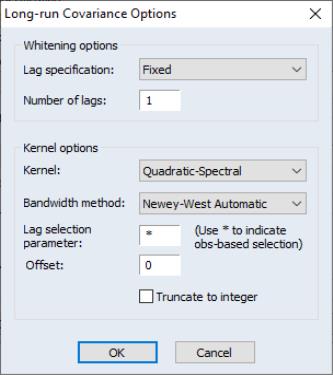 Long-run Covariance Options
Whitening options
Lag specification: Fixed
Number of lags: 1
Kernel options
Kernel: Quadratic-Spectral
Bandwidth method: Newey-West Automatic
Lag selection
parameter: * (Use * to indicate
obs-based selection)
Offset: 0
Truncate to integer
OK Cancel